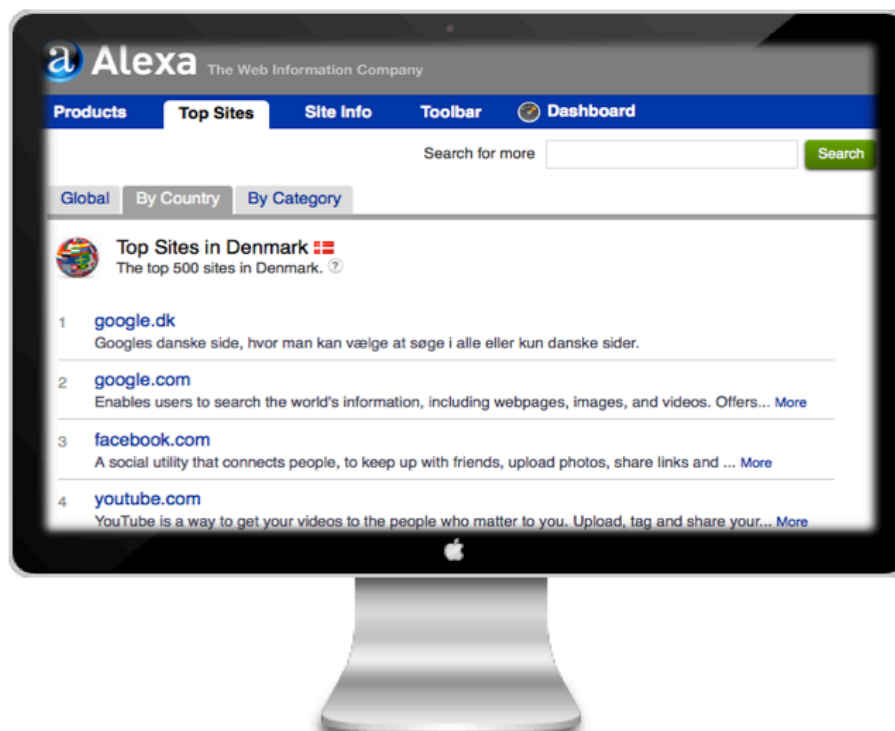 a Alexa The Web Information Company
Products Top Sites Site Info Toolbar Dashboard
Search for more Search
Global By Country By Category
Top Sites in Denmark
The top 500 sites in Denmark. ?
1 google.dk
Googles danske side, hvor man kan vælge at søge i alle eller kun danske sider.
2 google.com
Enables users to search the world's information, including webpages, images, and videos. Offers... More
3 facebook.com
A social utility that connects people, to keep up with friends, upload photos, share links and ... More
4 youtube.com
YouTube is a way to get your videos to the people who matter to you. Upload, tag and share your... More